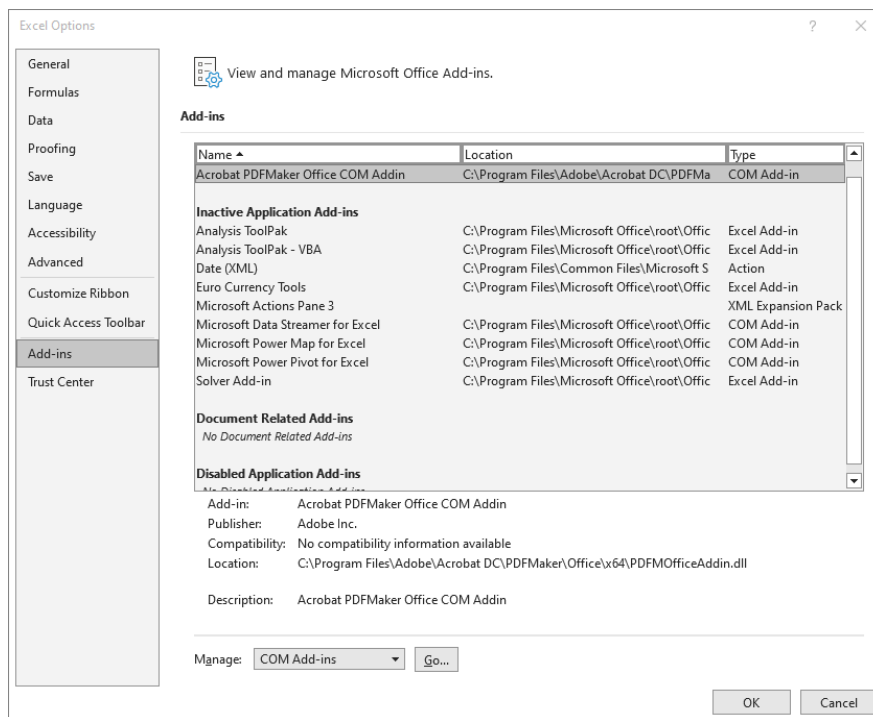 Excel Options
?
General
Formulas
Data
Proofing
Save
Language
Accessibility
Advanced
Customize Ribbon
Quick Access Toolbar
Add-ins
Trust Center
View and manage Microsoft Office Add-ins.
Add-ins
Name Location Type
Acrobat PDFMaker Office COM Addin C:\Program Files\Adobe\Acrobat DC\PDFMa COM Add-in
Inactive Application Add-ins
Analysis ToolPak C:\Program Files\Microsoft Office\root\Offic Excel Add-in
Analysis ToolPak - VBA C:\Program Files\Microsoft Office\root\Offic Excel Add-in
Date (XML) C:\Program Files\Common Files\Microsoft S Action
Euro Currency Tools C:\Program Files\Microsoft Office\root\Offic Excel Add-in
Microsoft Actions Pane 3 XML Expansion Pack
Microsoft Data Streamer for Excel C:\Program Files\Microsoft Office\root\Offic COM Add-in
Microsoft Power Map for Excel C:\Program Files\Microsoft Office\root\Offic COM Add-in
Microsoft Power Pivot for Excel C:\Program Files\Microsoft Office\root\Offic COM Add-in
Solver Add-in C:\Program Files\Microsoft Office\root\Offic Excel Add-in
Document Related Add-ins
No Document Related Add-ins
Disabled Application Add-ins
No Disabled Application Add-ins
Add-in: Acrobat PDFMaker Office COM Addin
Publisher: Adobe Inc.
Compatibility: No compatibility information available
Location: C:\Program Files\Adobe\Acrobat DC\PDFMaker\Office\x64\PDFMOfficeAddin.dll
Description: Acrobat PDFMaker Office COM Addin
Manage: COM Add-ins Go...
OK Cancel